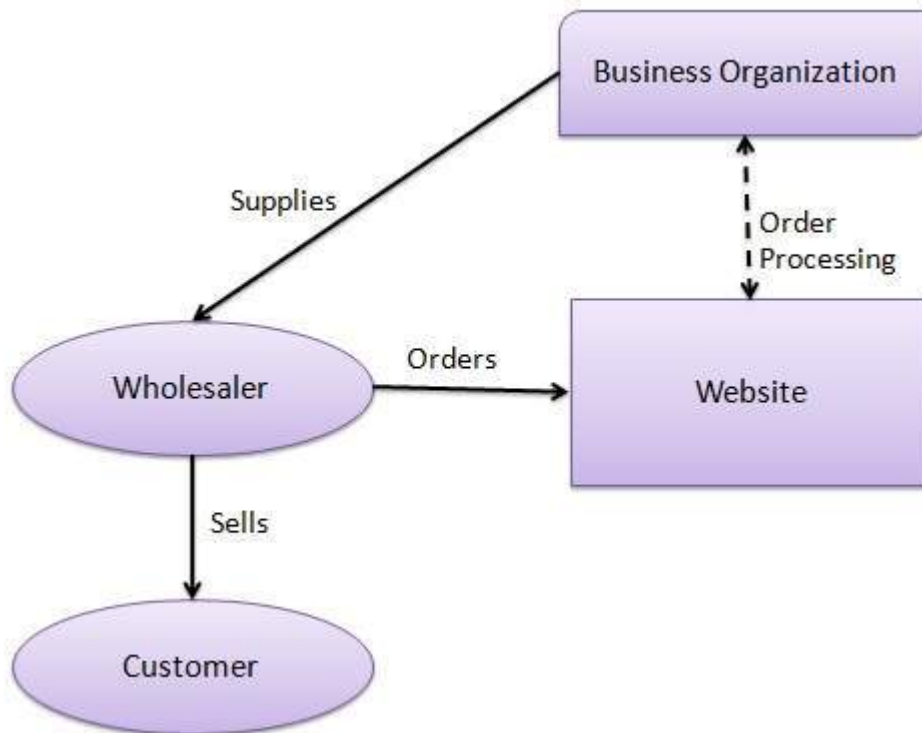 Business Organization
Supplies
Order
Processing
Wholesaler
Orders
Website
Sells
Customer